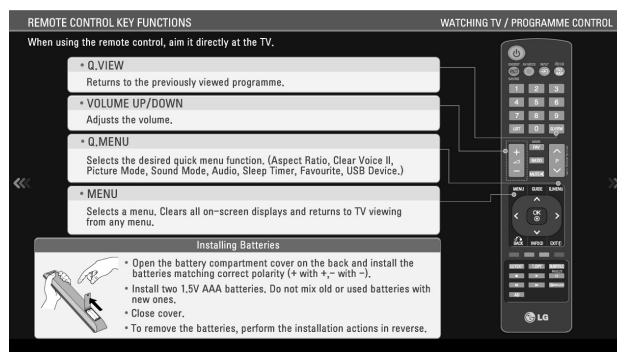 REMOTE CONTROL KEY FUNCTIONS
WATCHING TV / PROGRAMME CONTROL
When using the remote control, aim it directly at the TV.
• Q.VIEW
Returns to the previously viewed programme.
• VOLUME UP/DOWN
Adjusts the volume.
• Q.MENU
Selects the desired quick menu function. (Aspect Ratio, Clear Voice II,
Picture Mode, Sound Mode, Audio, Sleep Timer, Favourite, USB Device.)
• MENU
Selects a menu. Clears all on-screen displays and returns to TV viewing
from any menu.
Installing Batteries
• Open the battery compartment cover on the back and install the
batteries matching correct polarity (+ with +,- with -).
• Install two 1.5V AAA batteries. Do not mix old or used batteries with
new ones.
• Close cover.
• To remove the batteries, perform the installation actions in reverse.
1 2 3
4 5 6
7 8 9
LIST 0 Q.VIEW
+ FAV
RATIO P
- MUTE
MENU GUIDE Q.MENU
OK
BACK INFO EXIT
LG